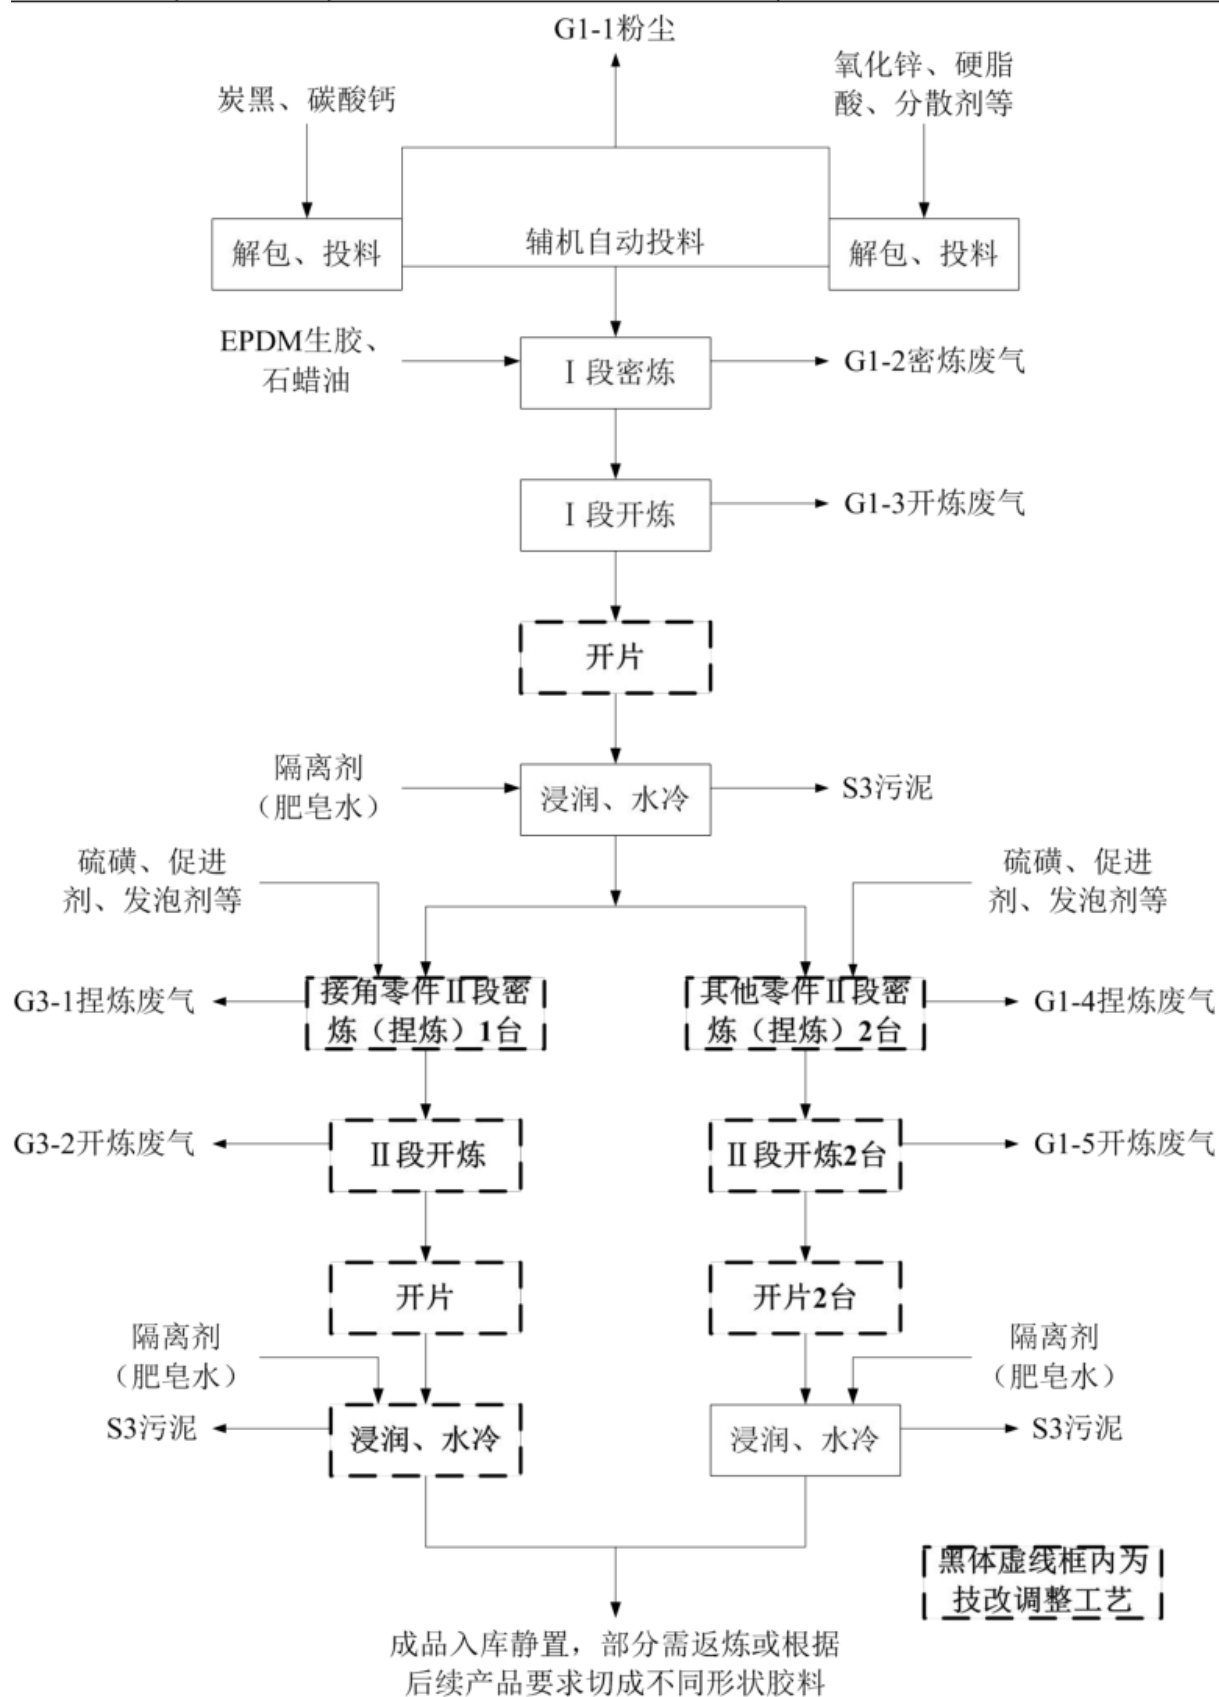 G1-1粉尘
炭黑、碳酸钙
氧化锌、硬脂
酸、分散剂等
解包、投料
辅机自动投料
解包、投料
EPDM生胶、
石蜡油
Ⅰ段密炼
G1-2密炼废气
Ⅰ段开炼
G1-3开炼废气
开片
隔离剂
（肥皂水）
浸润、水冷
S3污泥
硫磺、促进
剂、发泡剂等
硫磺、促进
剂、发泡剂等
G3-1捏炼废气
接角零件Ⅱ段密
炼（捏炼）1台
其他零件Ⅱ段密
炼（捏炼）2台
G1-4捏炼废气
G3-2开炼废气
Ⅱ段开炼
Ⅱ段开炼2台
G1-5开炼废气
开片
开片2台
隔离剂
（肥皂水）
隔离剂
（肥皂水）
S3污泥
浸润、水冷
浸润、水冷
S3污泥
黑体虚线框内为
技改调整工艺
成品入库静置，部分需返炼或根据
后续产品要求切成不同形状胶料